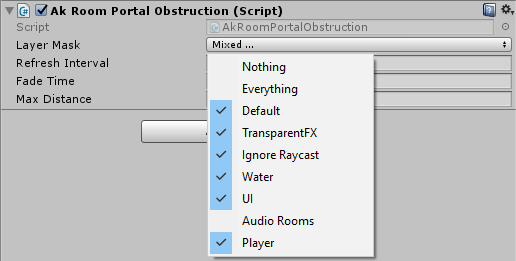 Ak Room Portal Obstruction (Script)
Script AkRoomPortalObstruction
Layer Mask Mixed ...
Refresh Interval
Fade Time
Max Distance
Nothing
Everything
Default
TransparentFX
Ignore Raycast
Water
UI
Audio Rooms
Player